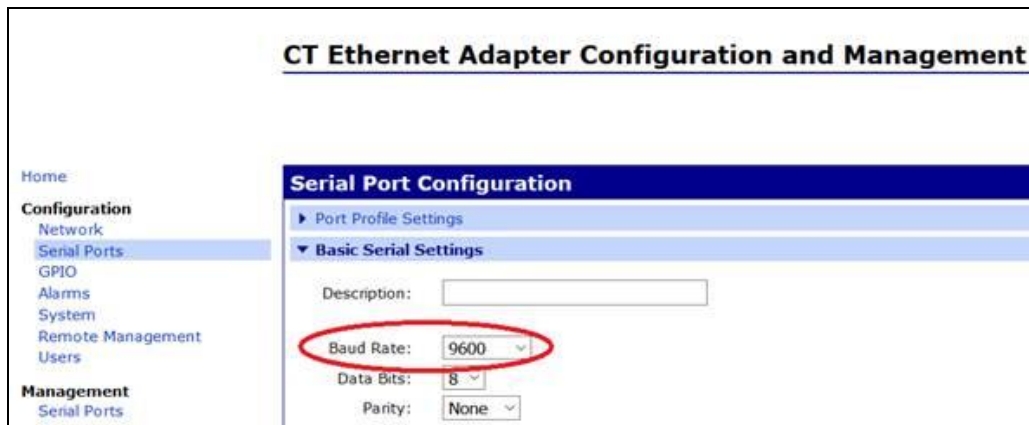 CT Ethernet Adapter Configuration and Management
Home
Configuration
Network
Serial Ports
GPIO
Alarms
System
Remote Management
Users
Management
Serial Ports
Serial Port Configuration
Port Profile Settings
Basic Serial Settings
Description:
Baud Rate: 9600
Data Bits: 8
Parity: None